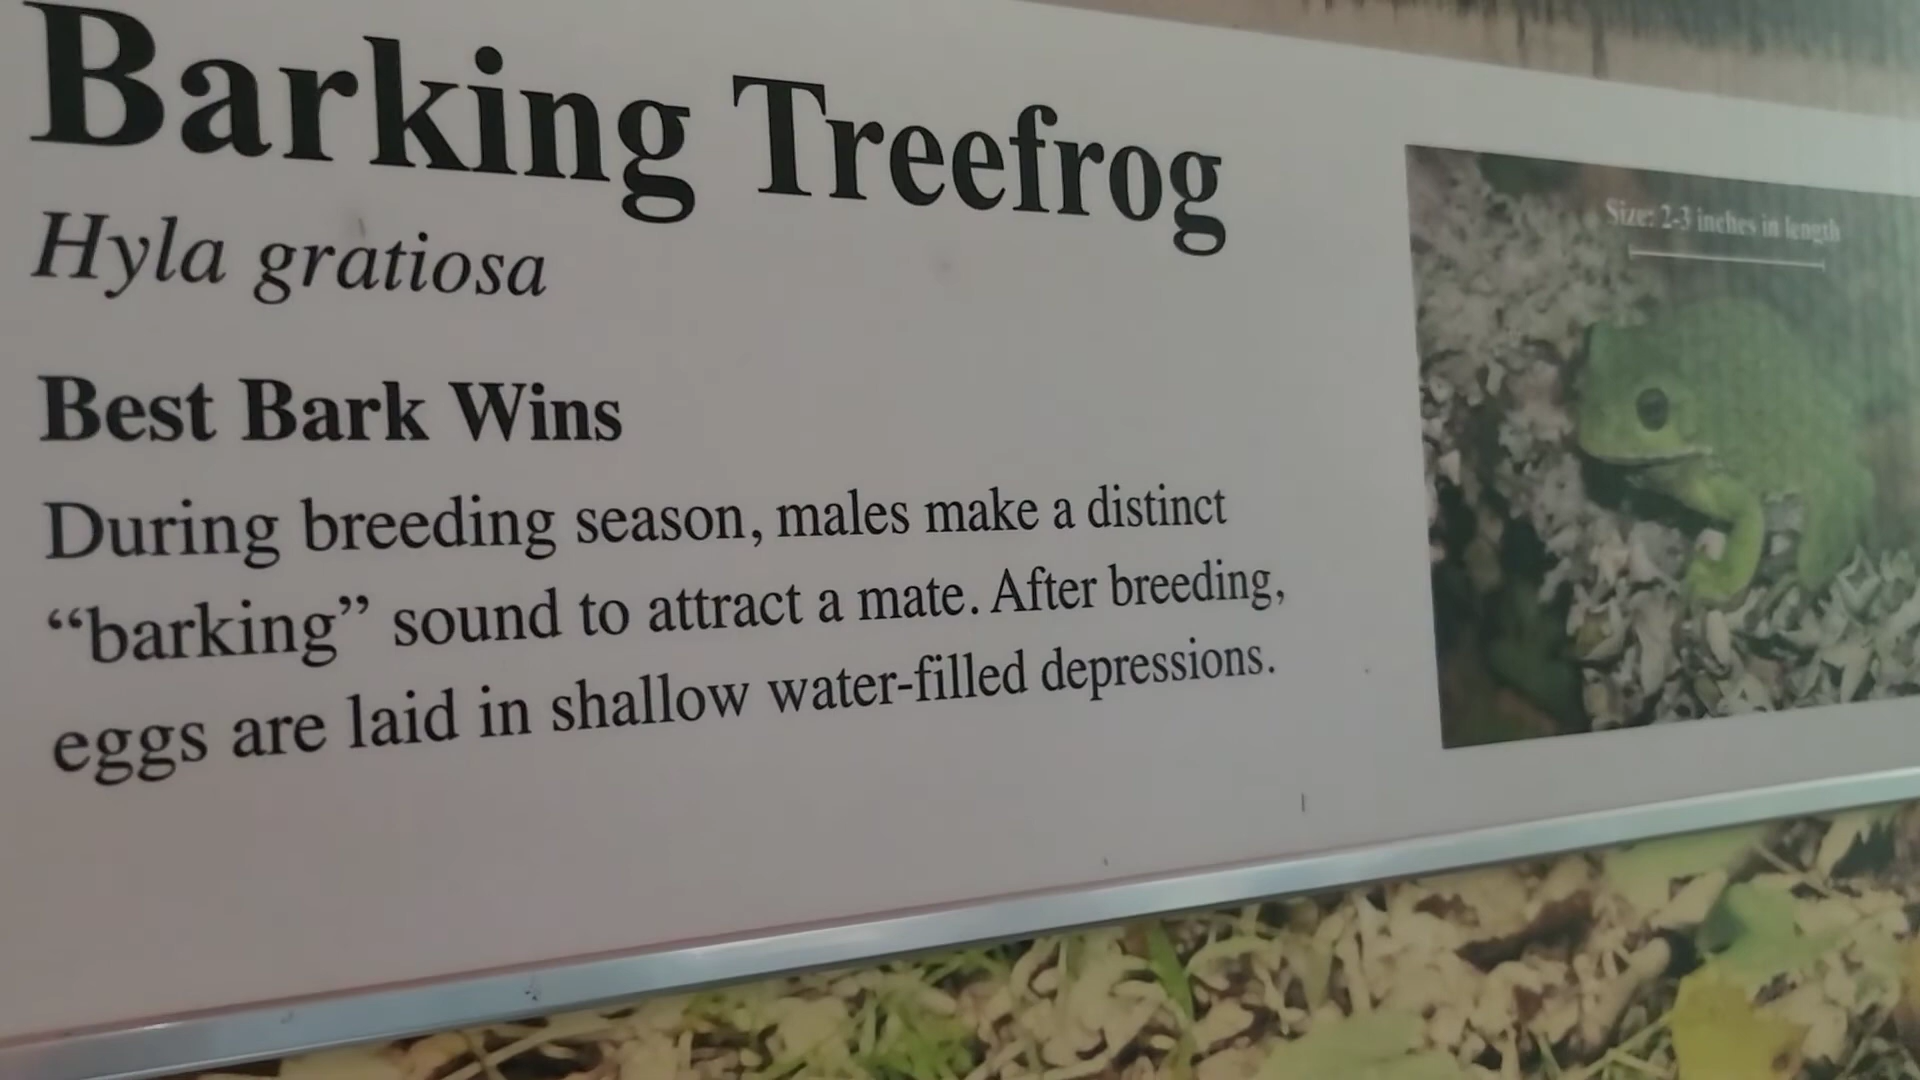 Barking Treefrog
Hyla gratiosa
Best Bark Wins
During breeding season, males make a distinct
“barking” sound to attract a mate. After breeding,
eggs are laid in shallow water-filled depressions.
Size: 2-3 inches in length